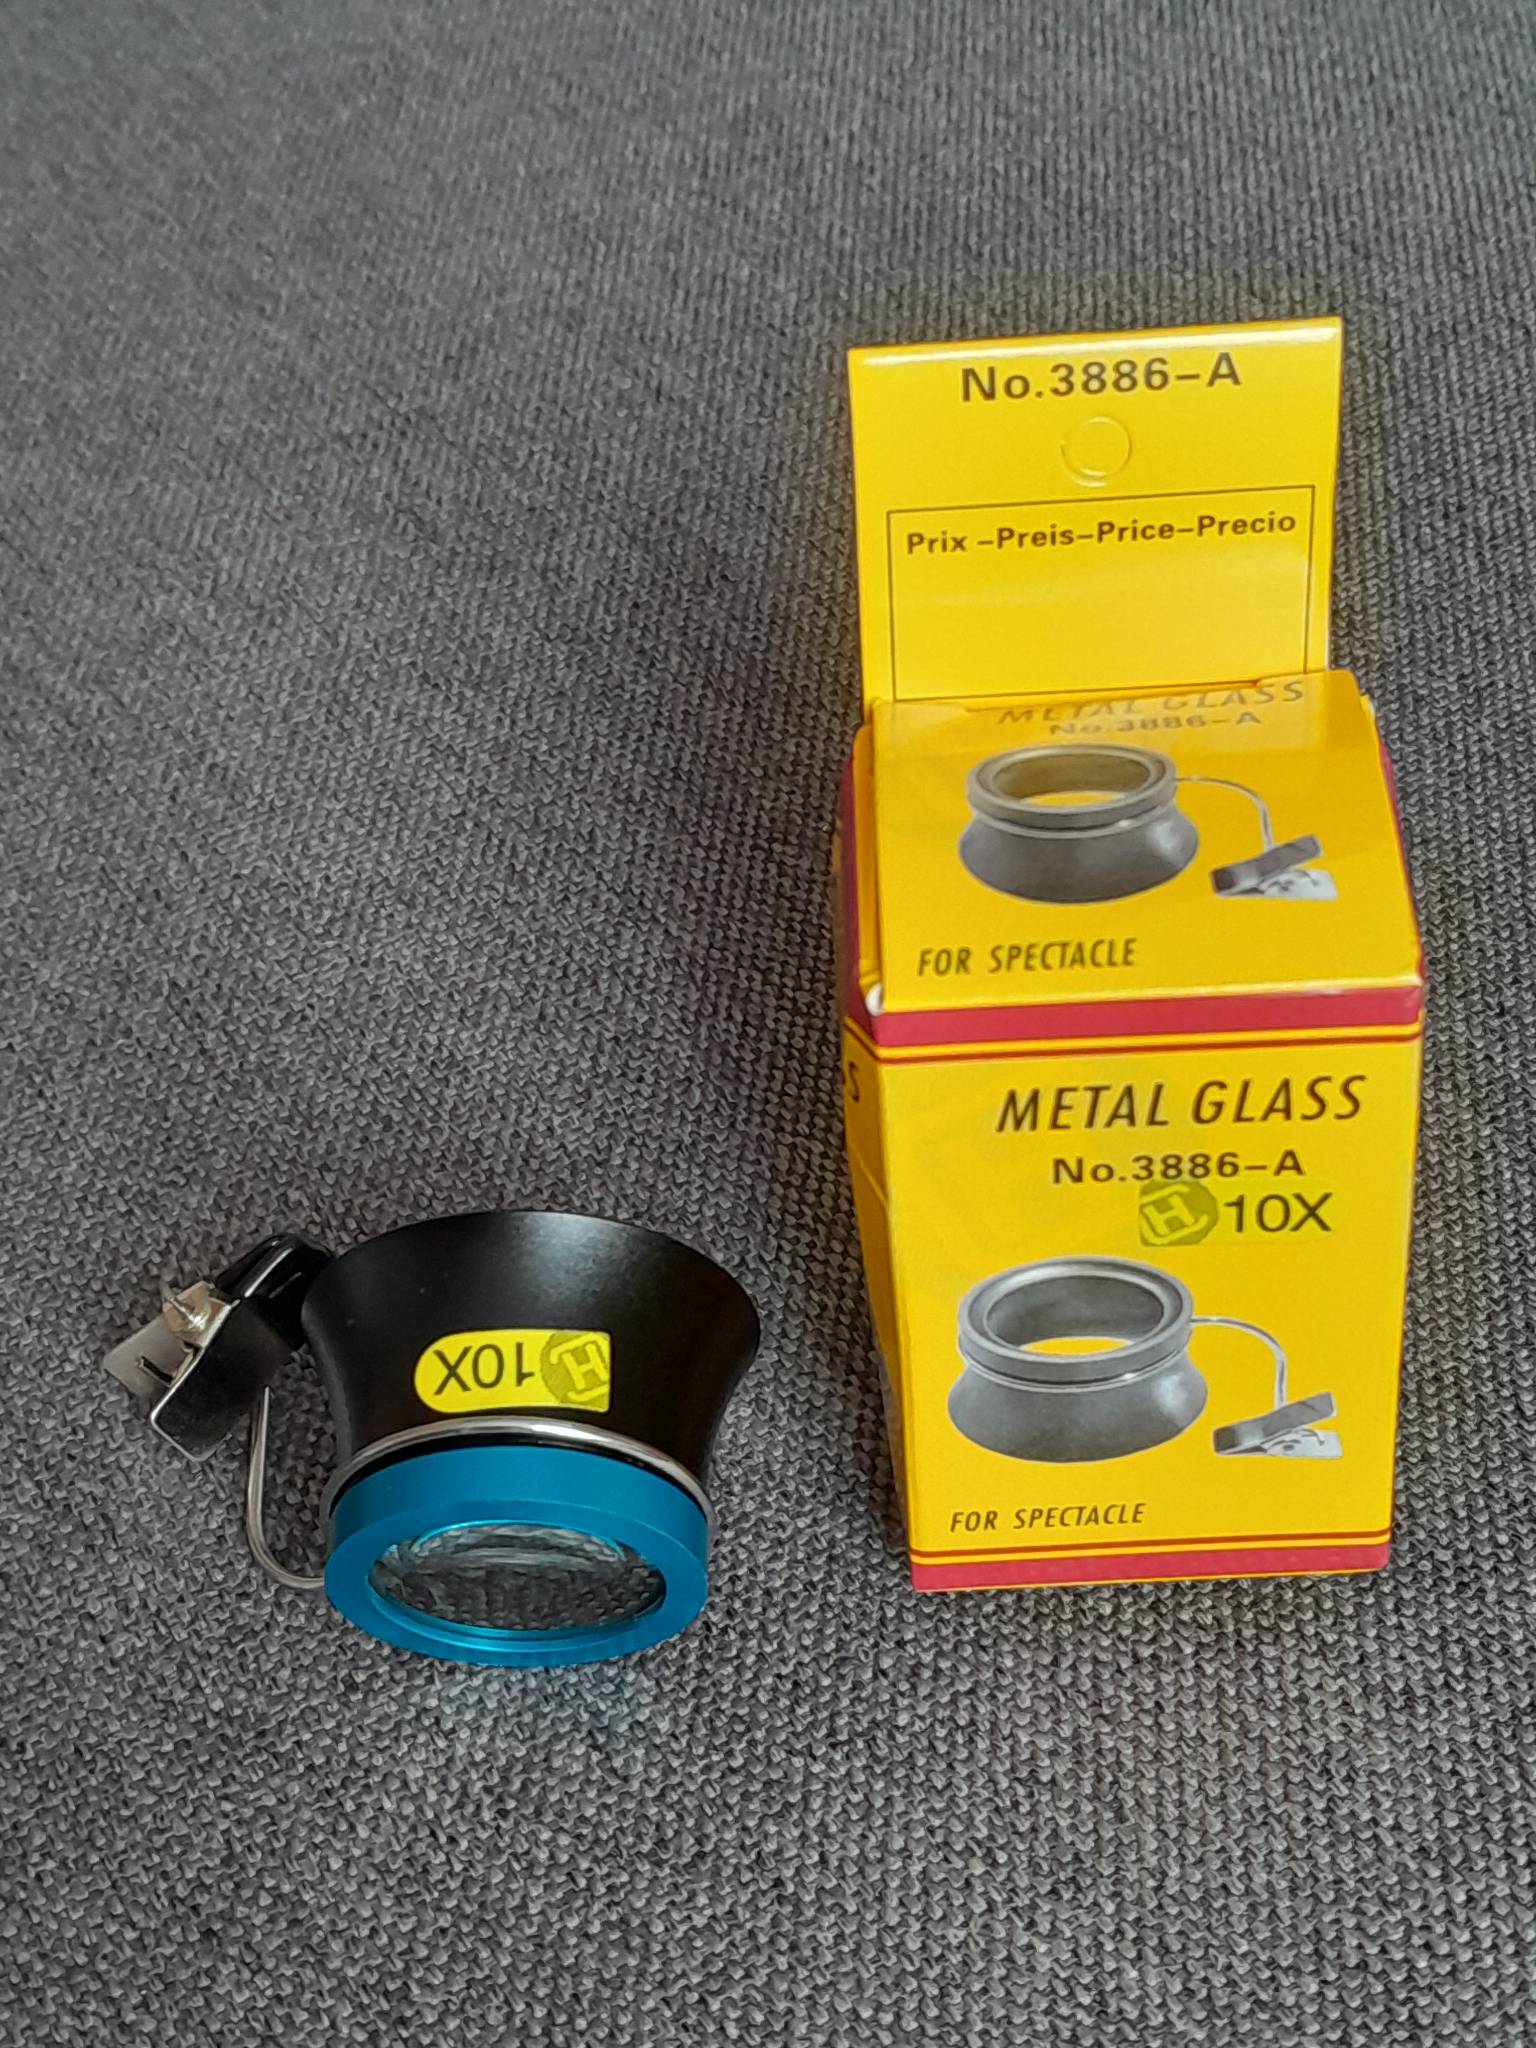 No.3886-A
Prix -Preis-Price-Precio
METAL GLASS
No.3886-A
FOR SPECTACLE
S
METAL GLASS
No.3886-A
H 10X
FOR SPECTACLE
H 10X